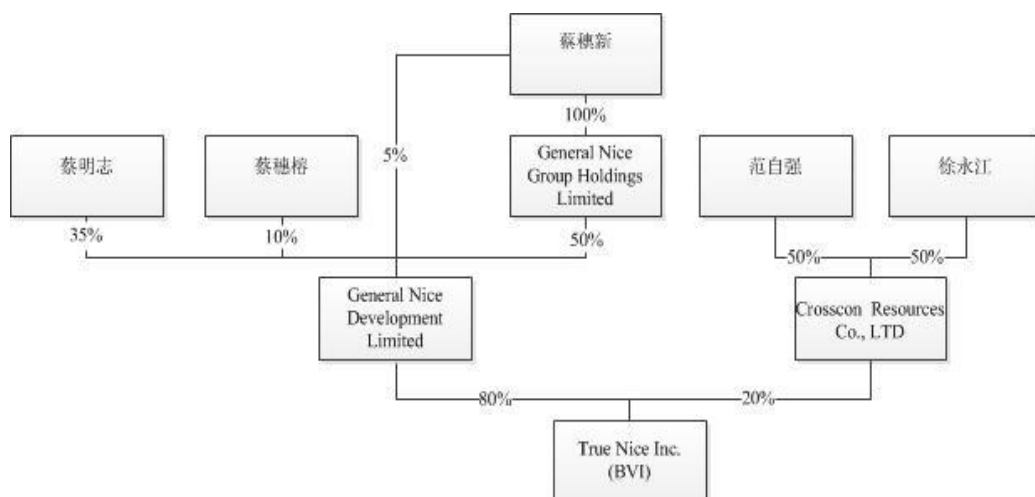 蔡穗新
100%
蔡明志
蔡穗榕
5%
General Nice
Group Holdings
Limited
范自强
徐永江
35%
10%
50%
50%
50%
General Nice
Development
Limited
Crosscon Resources
Co., LTD
80%
20%
True Nice Inc.
(BVI)